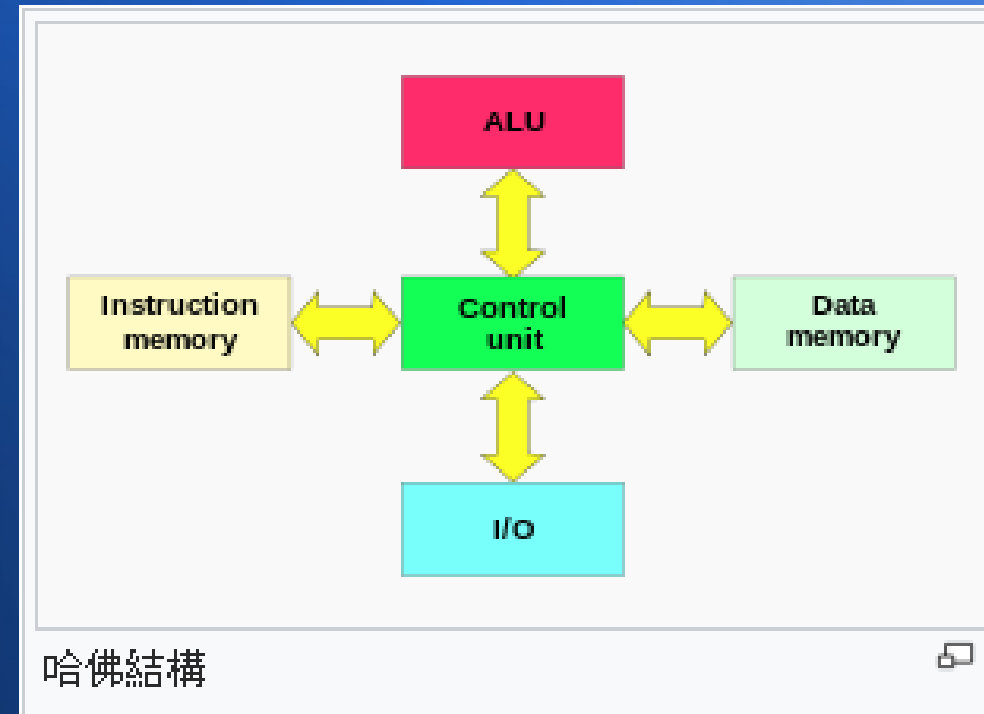 ALU
Instruction
memory
Control
unit
Data
memory
I/O
哈佛結構